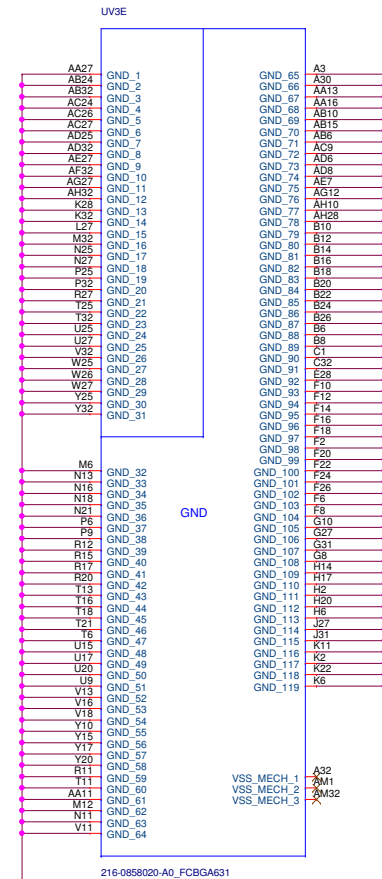 UV3E
AA27 GND_1
AB24 GND_2
AB32 GND_3
AC24 GND_4
AC26 GND_5
AC27 GND_6
AD25 GND_7
AD32 GND_8
AE27 GND_9
AF32 GND_10
AG27 GND_11
AH32 GND_12
K28 GND_13
K32 GND_14
L27 GND_15
M32 GND_16
N25 GND_17
N27 GND_18
P25 GND_19
P32 GND_20
R27 GND_21
T25 GND_22
T32 GND_23
U25 GND_24
U27 GND_25
V32 GND_26
W25 GND_27
W26 GND_28
W27 GND_29
Y25 GND_30
Y32 GND_31
M6 GND_32
N13 GND_33
N16 GND_34
N18 GND_35
N21 GND_36
P6 GND_37
P9 GND_38
R12 GND_39
R15 GND_40
R17 GND_41
R20 GND_42
T13 GND_43
T16 GND_44
T18 GND_45
T21 GND_46
T6 GND_47
U15 GND_48
U17 GND_49
U20 GND_50
U9 GND_51
V13 GND_52
V16 GND_53
V18 GND_54
Y10 GND_55
Y15 GND_56
Y17 GND_57
Y20 GND_58
R11 GND_59
T11 GND_60
AA11 GND_61
M12 GND_62
N11 GND_63
V11 GND_64
GND
GND_65 A3
GND_66 A30
GND_67 AA13
GND_68 AA16
GND_69 AB10
GND_70 AB15
GND_71 AB6
GND_72 AC9
GND_73 AD6
GND_74 AD8
GND_75 AE7
GND_76 AG12
GND_77 AH10
GND_78 AH28
GND_79 B10
GND_80 B12
GND_81 B14
GND_82 B16
GND_83 B18
GND_84 B20
GND_85 B22
GND_86 B24
GND_87 B26
GND_88 B6
GND_89 B8
GND_90 C1
GND_91 C32
GND_92 E28
GND_93 F10
GND_94 F12
GND_95 F14
GND_96 F16
GND_97 F18
GND_98 F2
GND_99 F20
GND_100 F22
GND_101 F24
GND_102 F26
GND_103 F6
GND_104 F8
GND_105 G10
GND_106 G27
GND_107 G31
GND_108 G8
GND_109 H14
GND_110 H17
GND_111 H2
GND_112 H20
GND_113 H6
GND_114 J27
GND_115 J31
GND_116 K11
GND_117 K2
GND_118 K22
GND_119 K6
VSS_MECH_1 A32
VSS_MECH_2 AM1
VSS_MECH_3 AM32
216-0858020-A0_FCBGA631